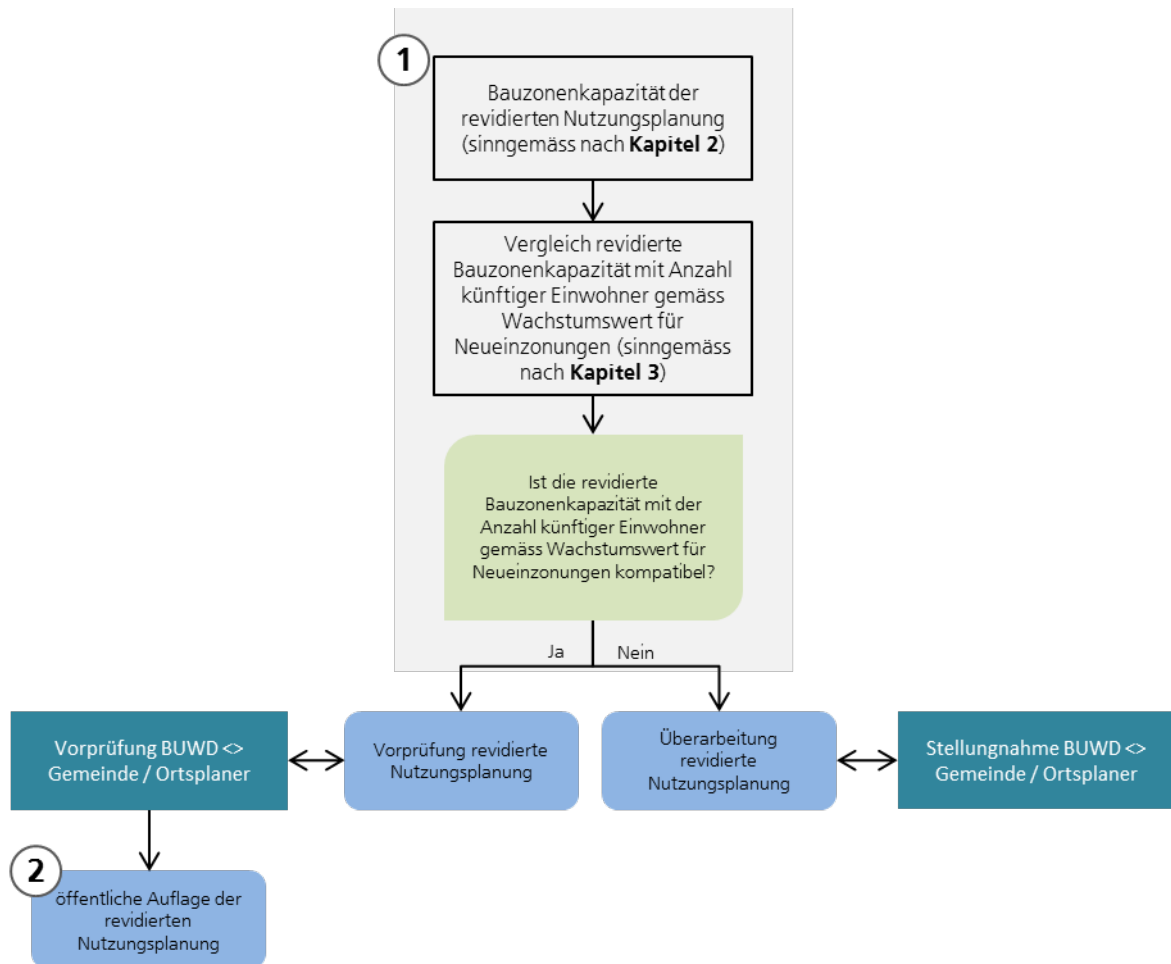 1
Bauzonenkapazität der
revidierten Nutzungsplanung
(sinngemäss nach Kapitel 2)
Vergleich revidierte
Bauzonenkapazität mit Anzahl
künftiger Einwohner gemäss
Wachstumswert für
Neueinzonungen (sinngemäss
nach Kapitel 3)
Ist die revidierte
Bauzonenkapazität mit der
Anzahl künftiger Einwohner
gemäss Wachstumswert für
Neueinzonungen kompatibel?
Ja
Nein
Vorprüfung BUWD <>
Gemeinde / Ortsplaner
Vorprüfung revidierte
Nutzungsplanung
Überarbeitung
revidierte
Nutzungsplanung
Stellungnahme BUWD <>
Gemeinde / Ortsplaner
2
öffentliche Auflage der
revidierten
Nutzungsplanung